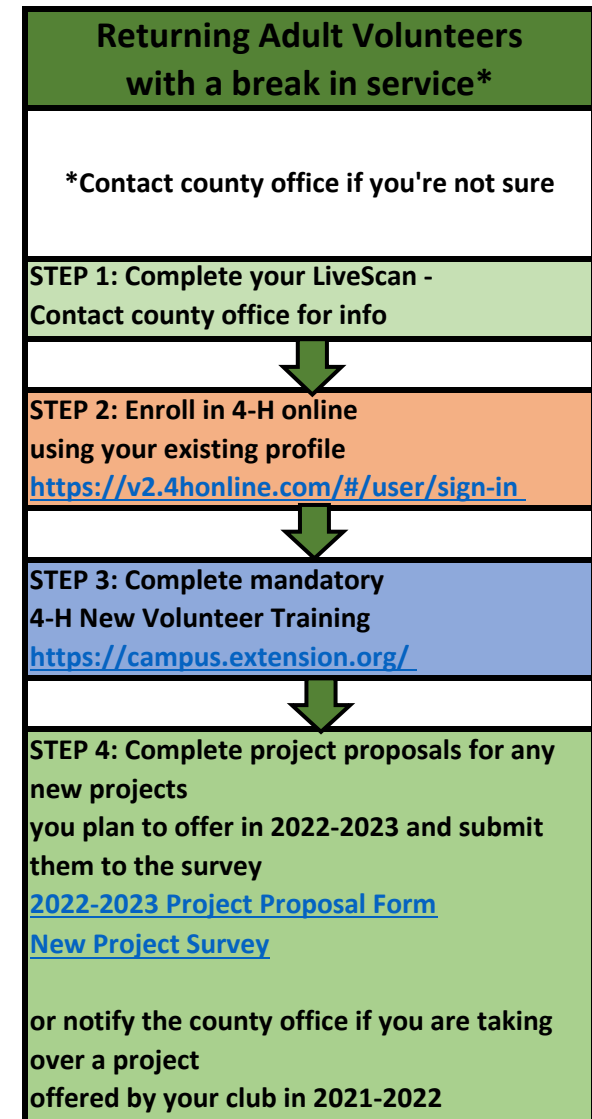 Returning Adult Volunteers
with a break in service*
*Contact county office if you're not sure
STEP 1: Complete your LiveScan -
Contact county office for info
STEP 2: Enroll in 4-H online
using your existing profile
https://v2.4honline.com/#/user/sign-in
STEP 3: Complete mandatory
4-H New Volunteer Training
https://campus.extension.org/
STEP 4: Complete project proposals for any
new projects
you plan to offer in 2022-2023 and submit
them to the survey
2022-2023 Project Proposal Form
New Project Survey
or notify the county office if you are taking
over a project
offered by your club in 2021-2022